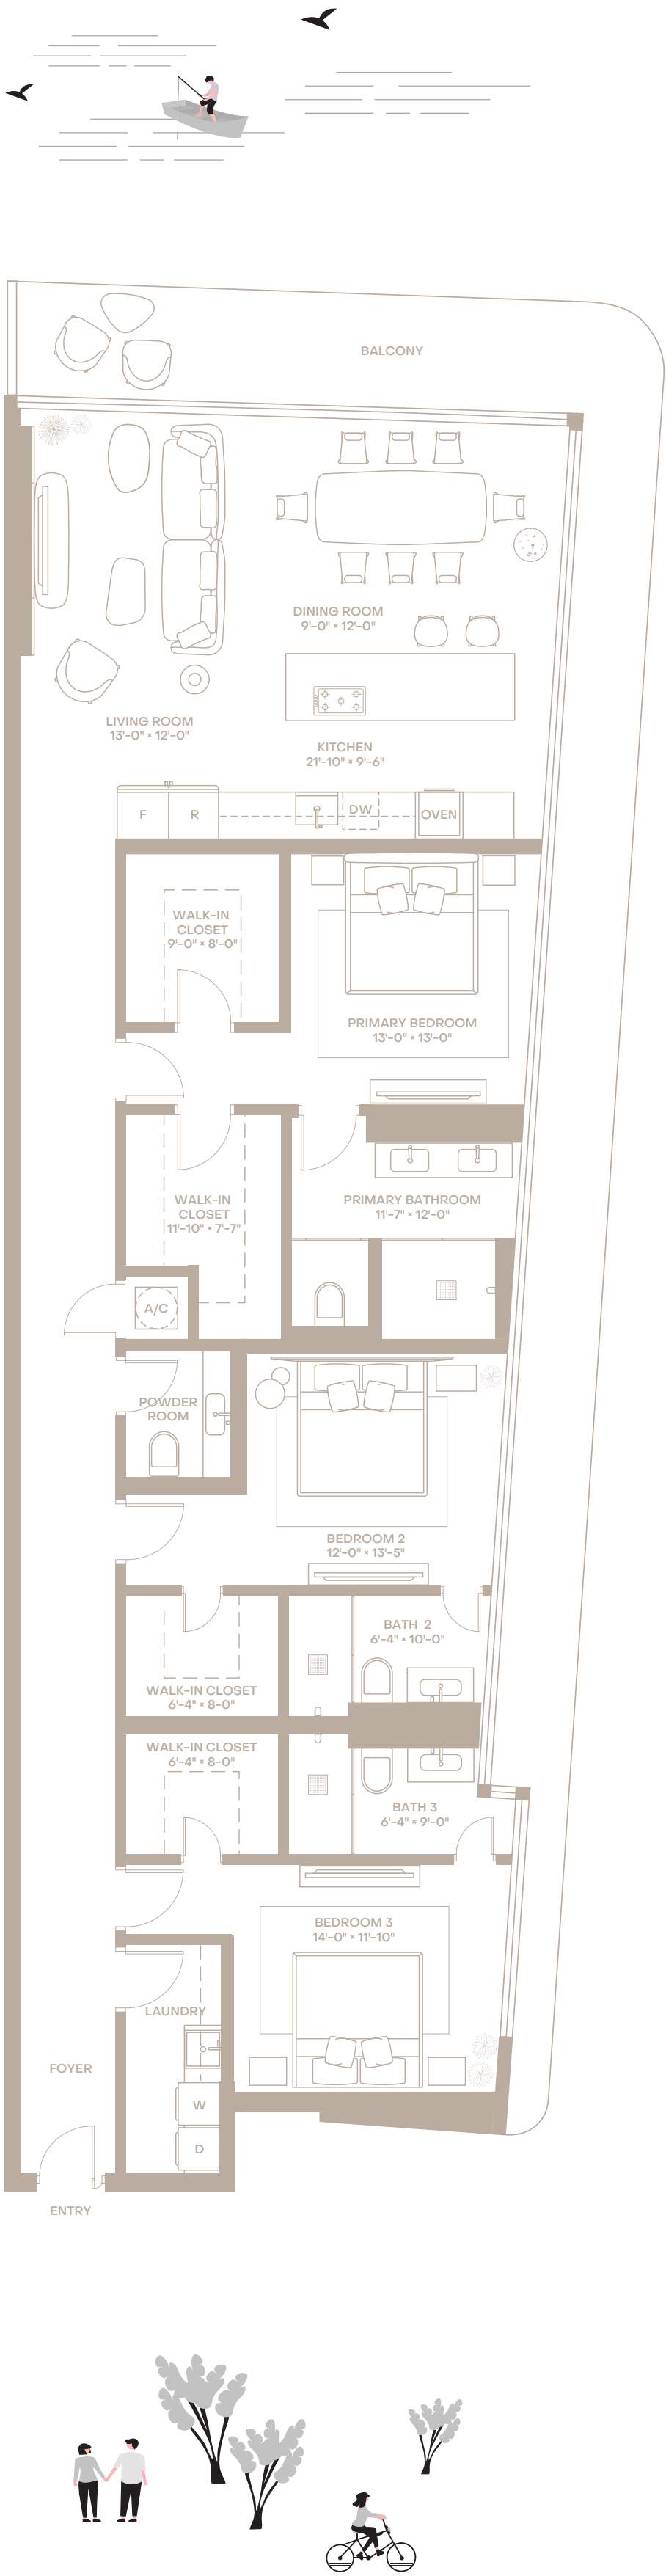 BALCONY
DINING ROOM
9'-0" × 12'-0"
LIVING ROOM
13'-0" × 12'-0"
KITCHEN
21'-10" × 9'-6"
F
R
DW
OVEN
WALK-IN
CLOSET
9'-0" × 8'-0"
PRIMARY BEDROOM
13'-0" × 13'-0"
WALK-IN
CLOSET
11'-10" × 7'-7"
PRIMARY BATHROOM
11'-7" × 12'-0"
A/C
POWDER
ROOM
BEDROOM 2
12'-0" × 13'-5"
BATH 2
6'-4" × 10'-0"
WALK-IN CLOSET
6'-4" × 8-0"
WALK-IN CLOSET
6'-4" × 8-0"
BATH 3
6'-4" × 9'-0"
BEDROOM 3
14'-0" × 11'-10"
LAUNDRY
FOYER
W
D
ENTRY